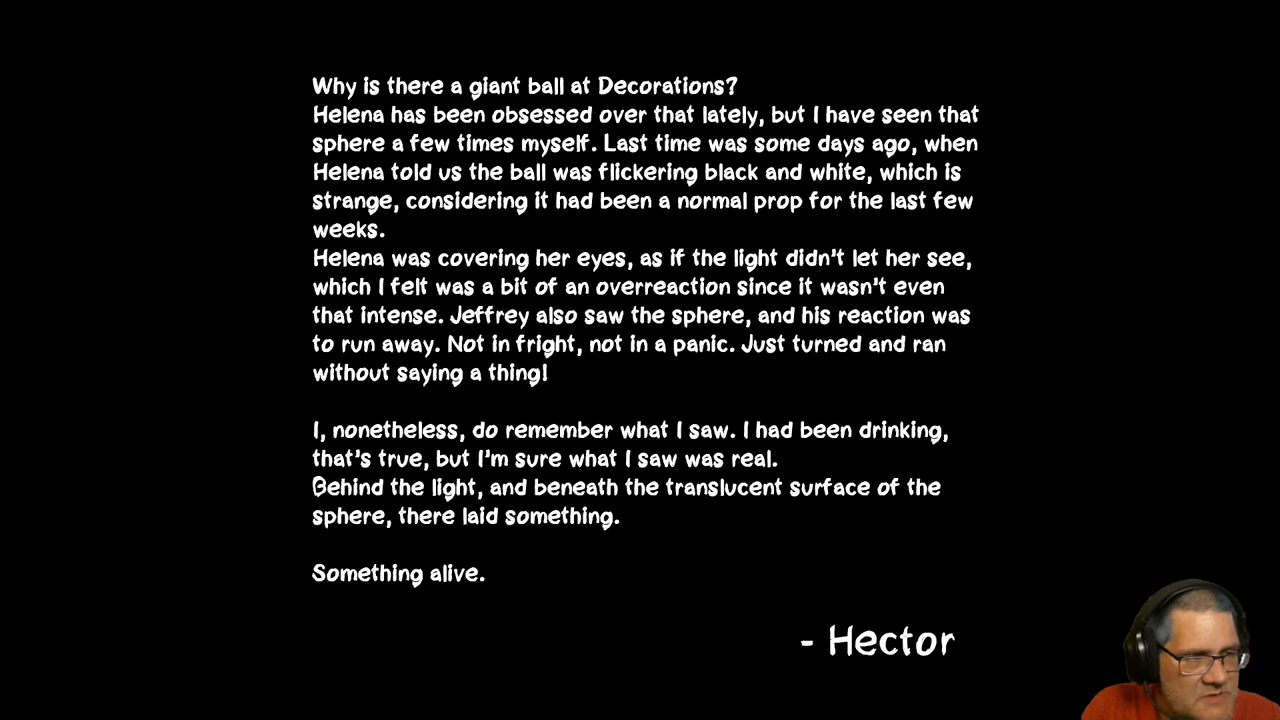 Why is there a giant ball at Decorations?
Helena has been obsessed over that lately, but I have seen that
sphere a few times myself. Last time was some days ago, when
Helena told us the ball was flickering black and white, which is
strange, considering it had been a normal prop for the last few
weeks.
Helena was covering her eyes, as if the light didn't let her see,
which I felt was a bit of an overreaction since it wasn't even
that intense. Jeffrey also saw the sphere, and his reaction was
to run away. Not in fright, not in a panic. Just turned and ran
without saying a thing!
I, nonetheless, do remember what I saw. I had been drinking,
that's true, but I'm sure what I saw was real.
Behind the light, and beneath the translucent surface of the
sphere, there laid something.
Something alive.
- Hector